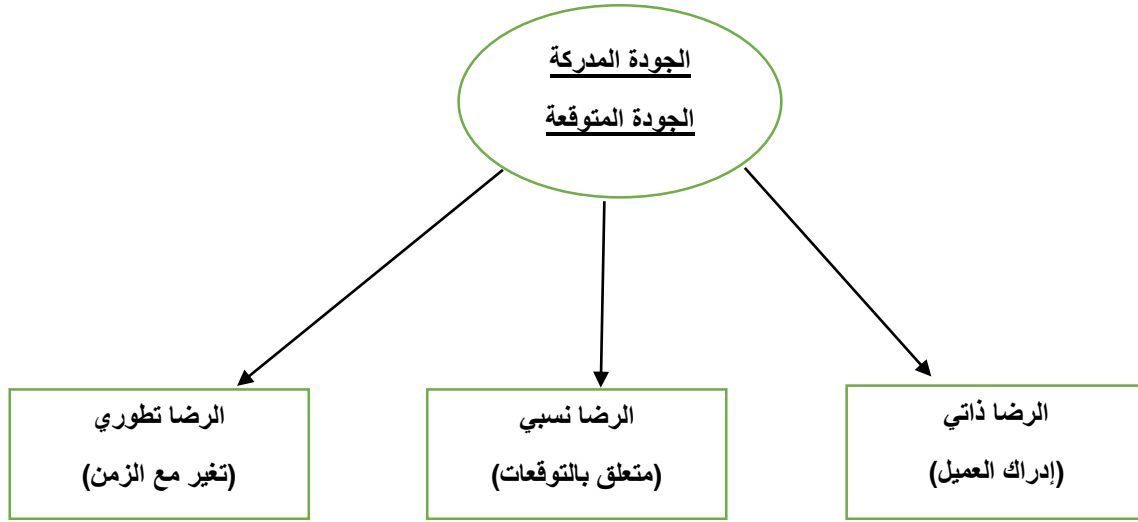 الجودة المدركة
الجودة المتوقعة
الرضا ذاتي
(إدراك العميل)
الرضا نسبي
(متعلق بالتوقعات)
الرضا تطوري
(تغير مع الزمن)